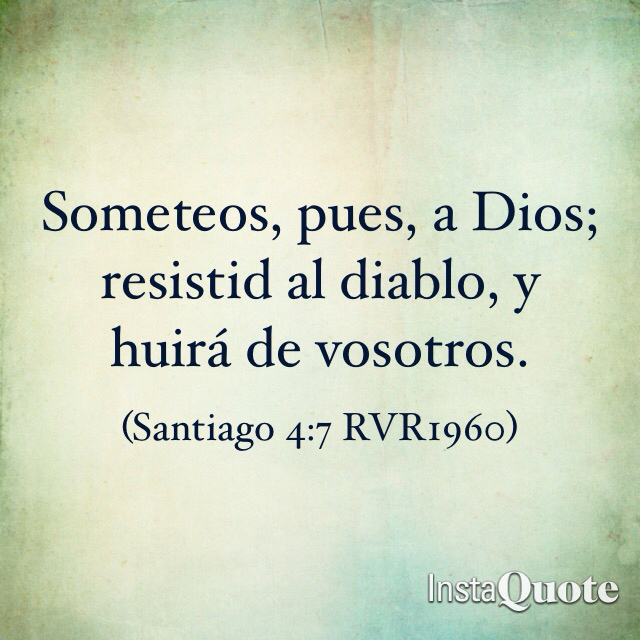 Someteos, pues, a Dios;
resistid al diablo, y
huirá de vosotros.
(Santiago 4:7 RVR1960)
InstaQuote